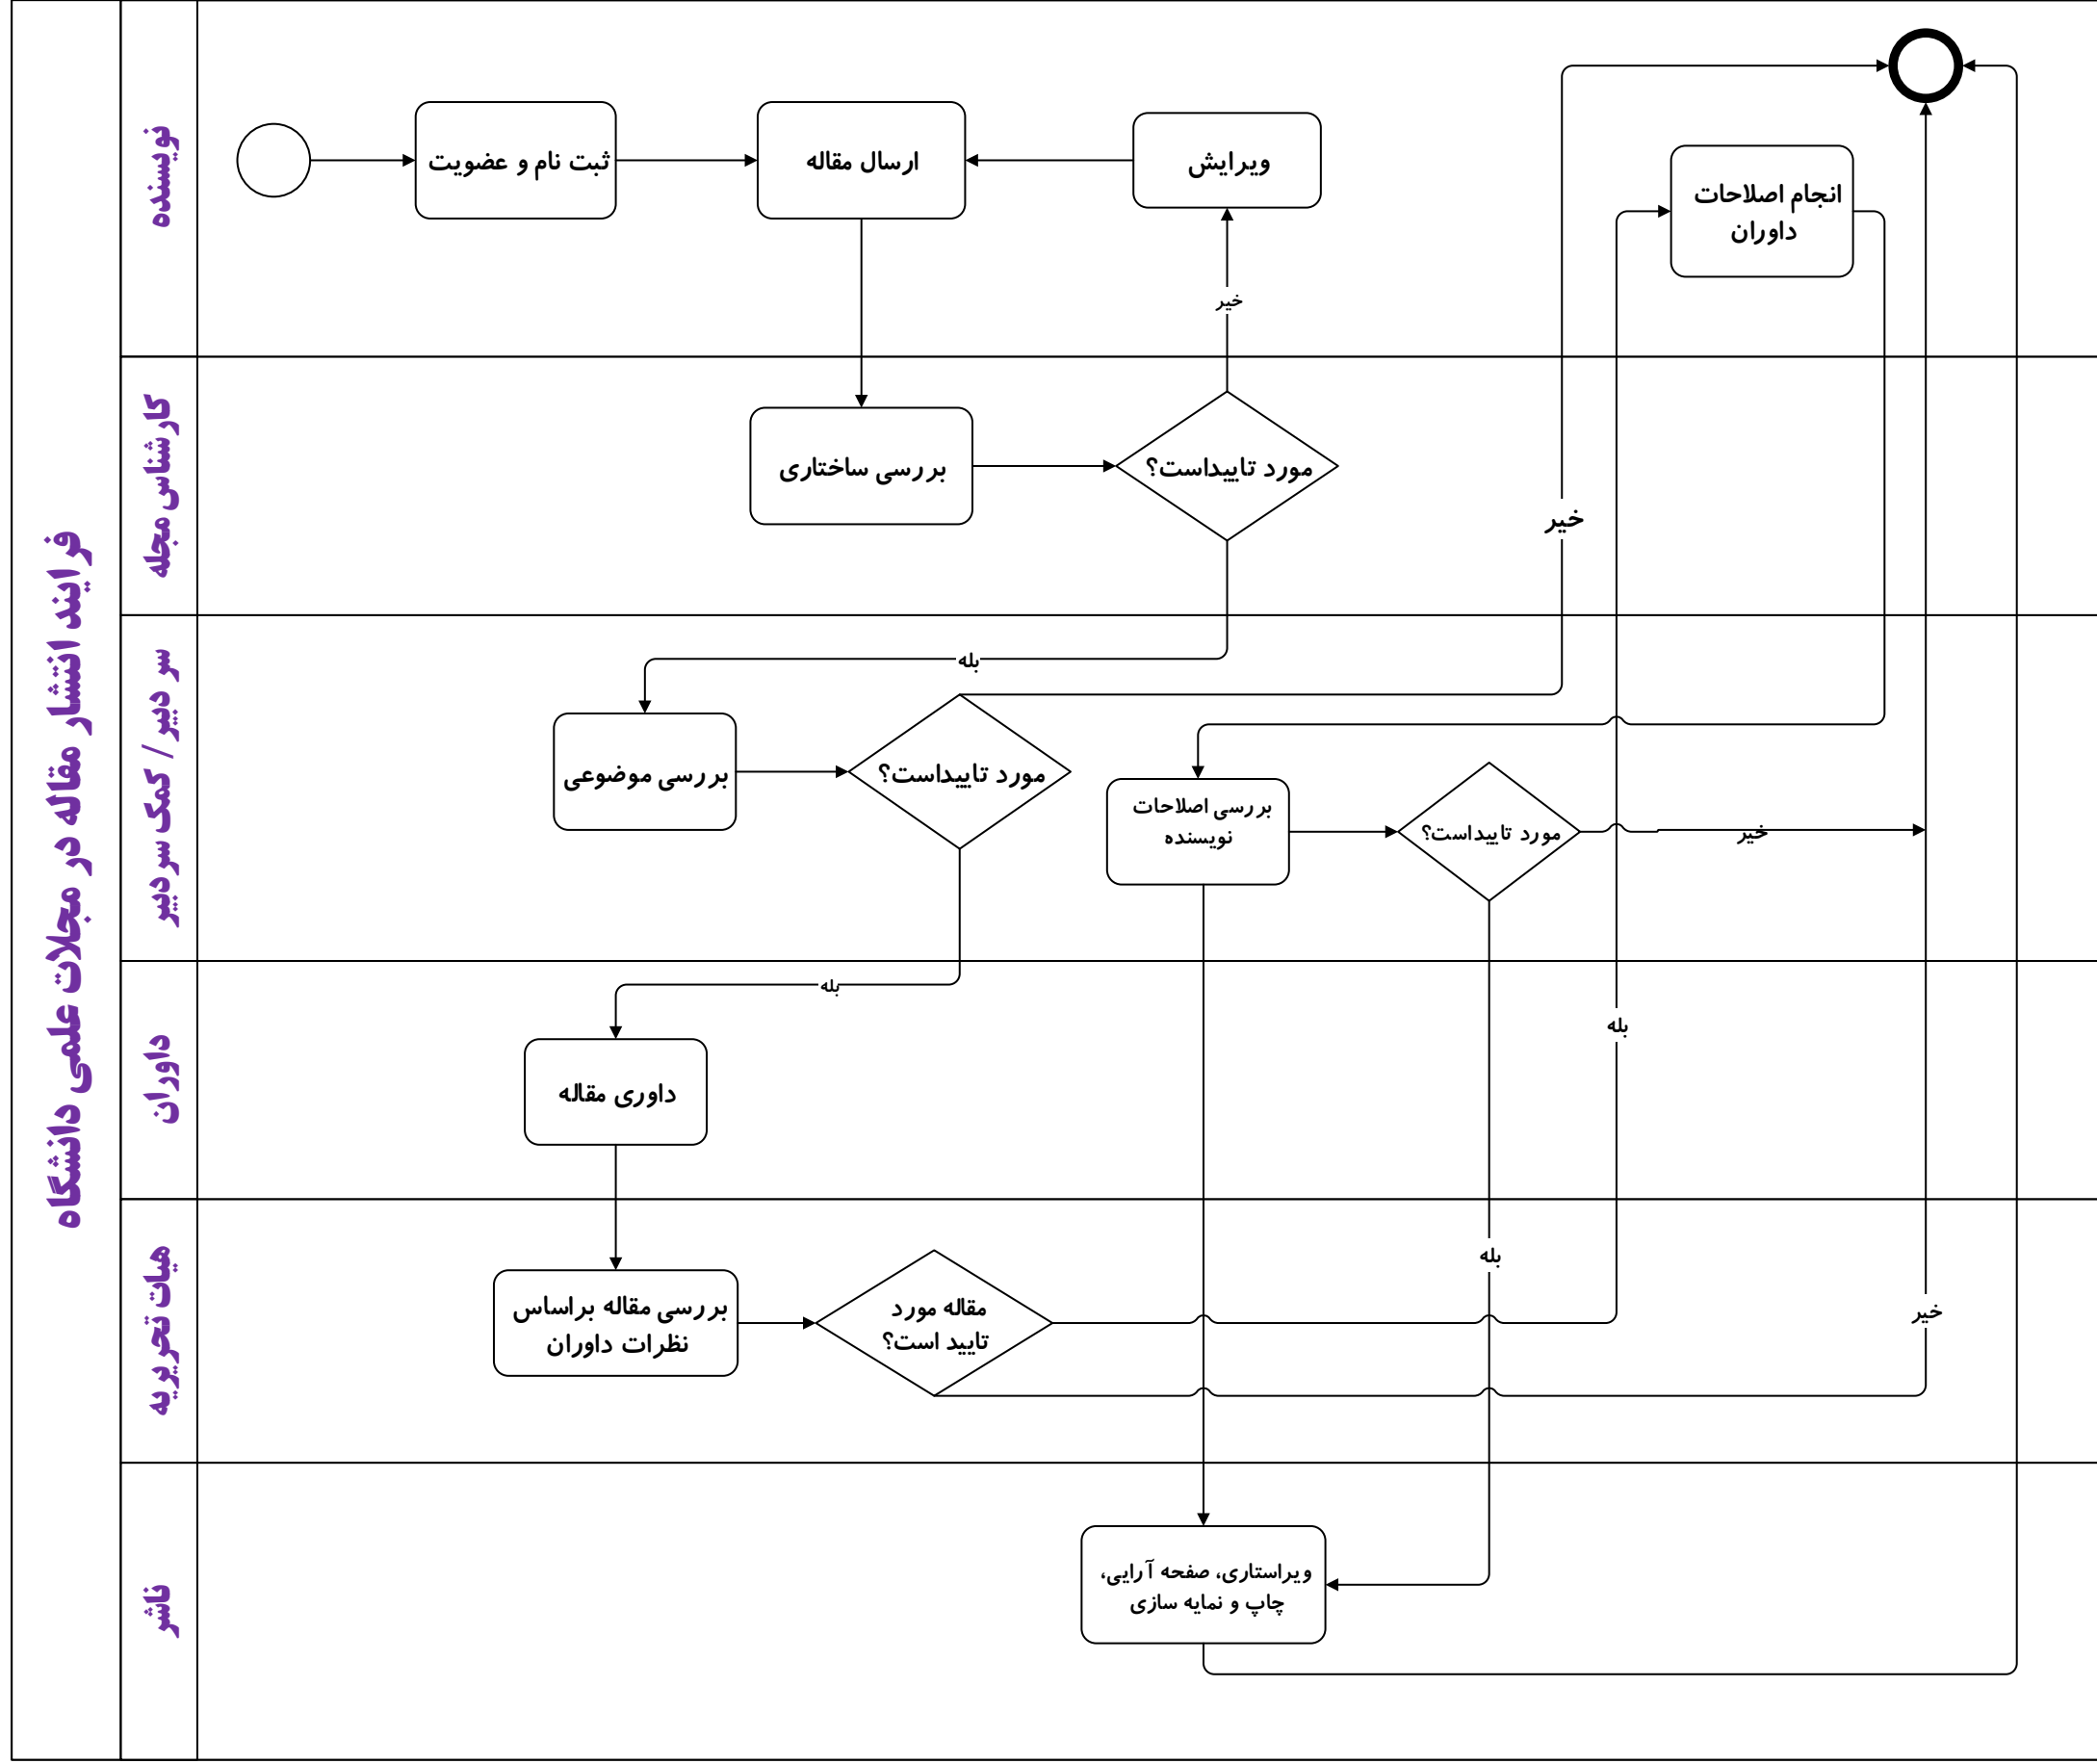 فرایند انتشار مقاله در مجلات علمی دانشگاه
نویسنده
ثبت نام و عضویت
ارسال مقاله
ویرایش
انجام اصلاحات
داوران
خیر
کارشناس مجله
بررسی ساختاری
مورد تاییداست؟
خیر
سر دبیر / کمک سردبیر
بله
بررسی موضوعی
مورد تاییداست؟
بررسی اصلاحات
نویسنده
مورد تاییداست؟
خیر
داوران
بله
داوری مقاله
بله
هیات تحریریه
بررسی مقاله براساس
نظرات داوران
مقاله مورد
تایید است؟
بله
خیر
ناشر
ویراستاری، صفحه آرایی،
چاپ و نمایه سازی